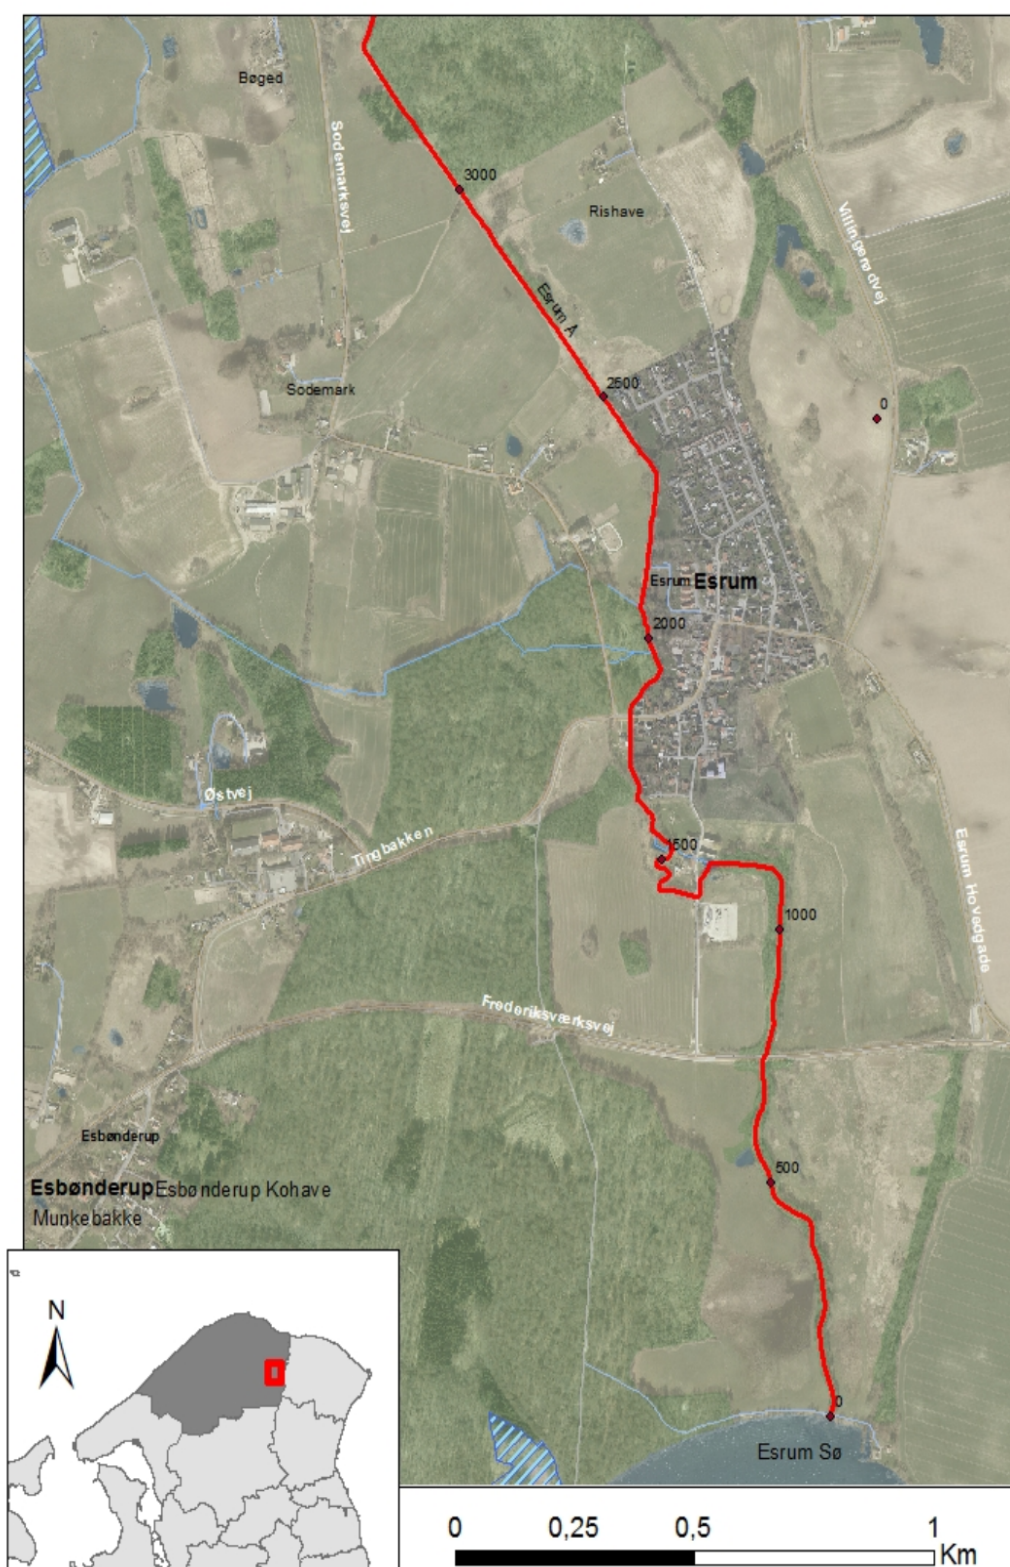 Bøged
Sodemarksvej
3000
Rishave
Villingerødvej
Esrum Å
2500
Sodemark
0
Esrum Esrum
2000
Østvej
Tingbakken
1500
1000
Esrum Hovedgade
Frederiksværksvej
Esbønderup
500
Esbønderup Esbønderup Kohave
Munkebakke
N
0
Esrum Sø
0 0,25 0,5 1
Km